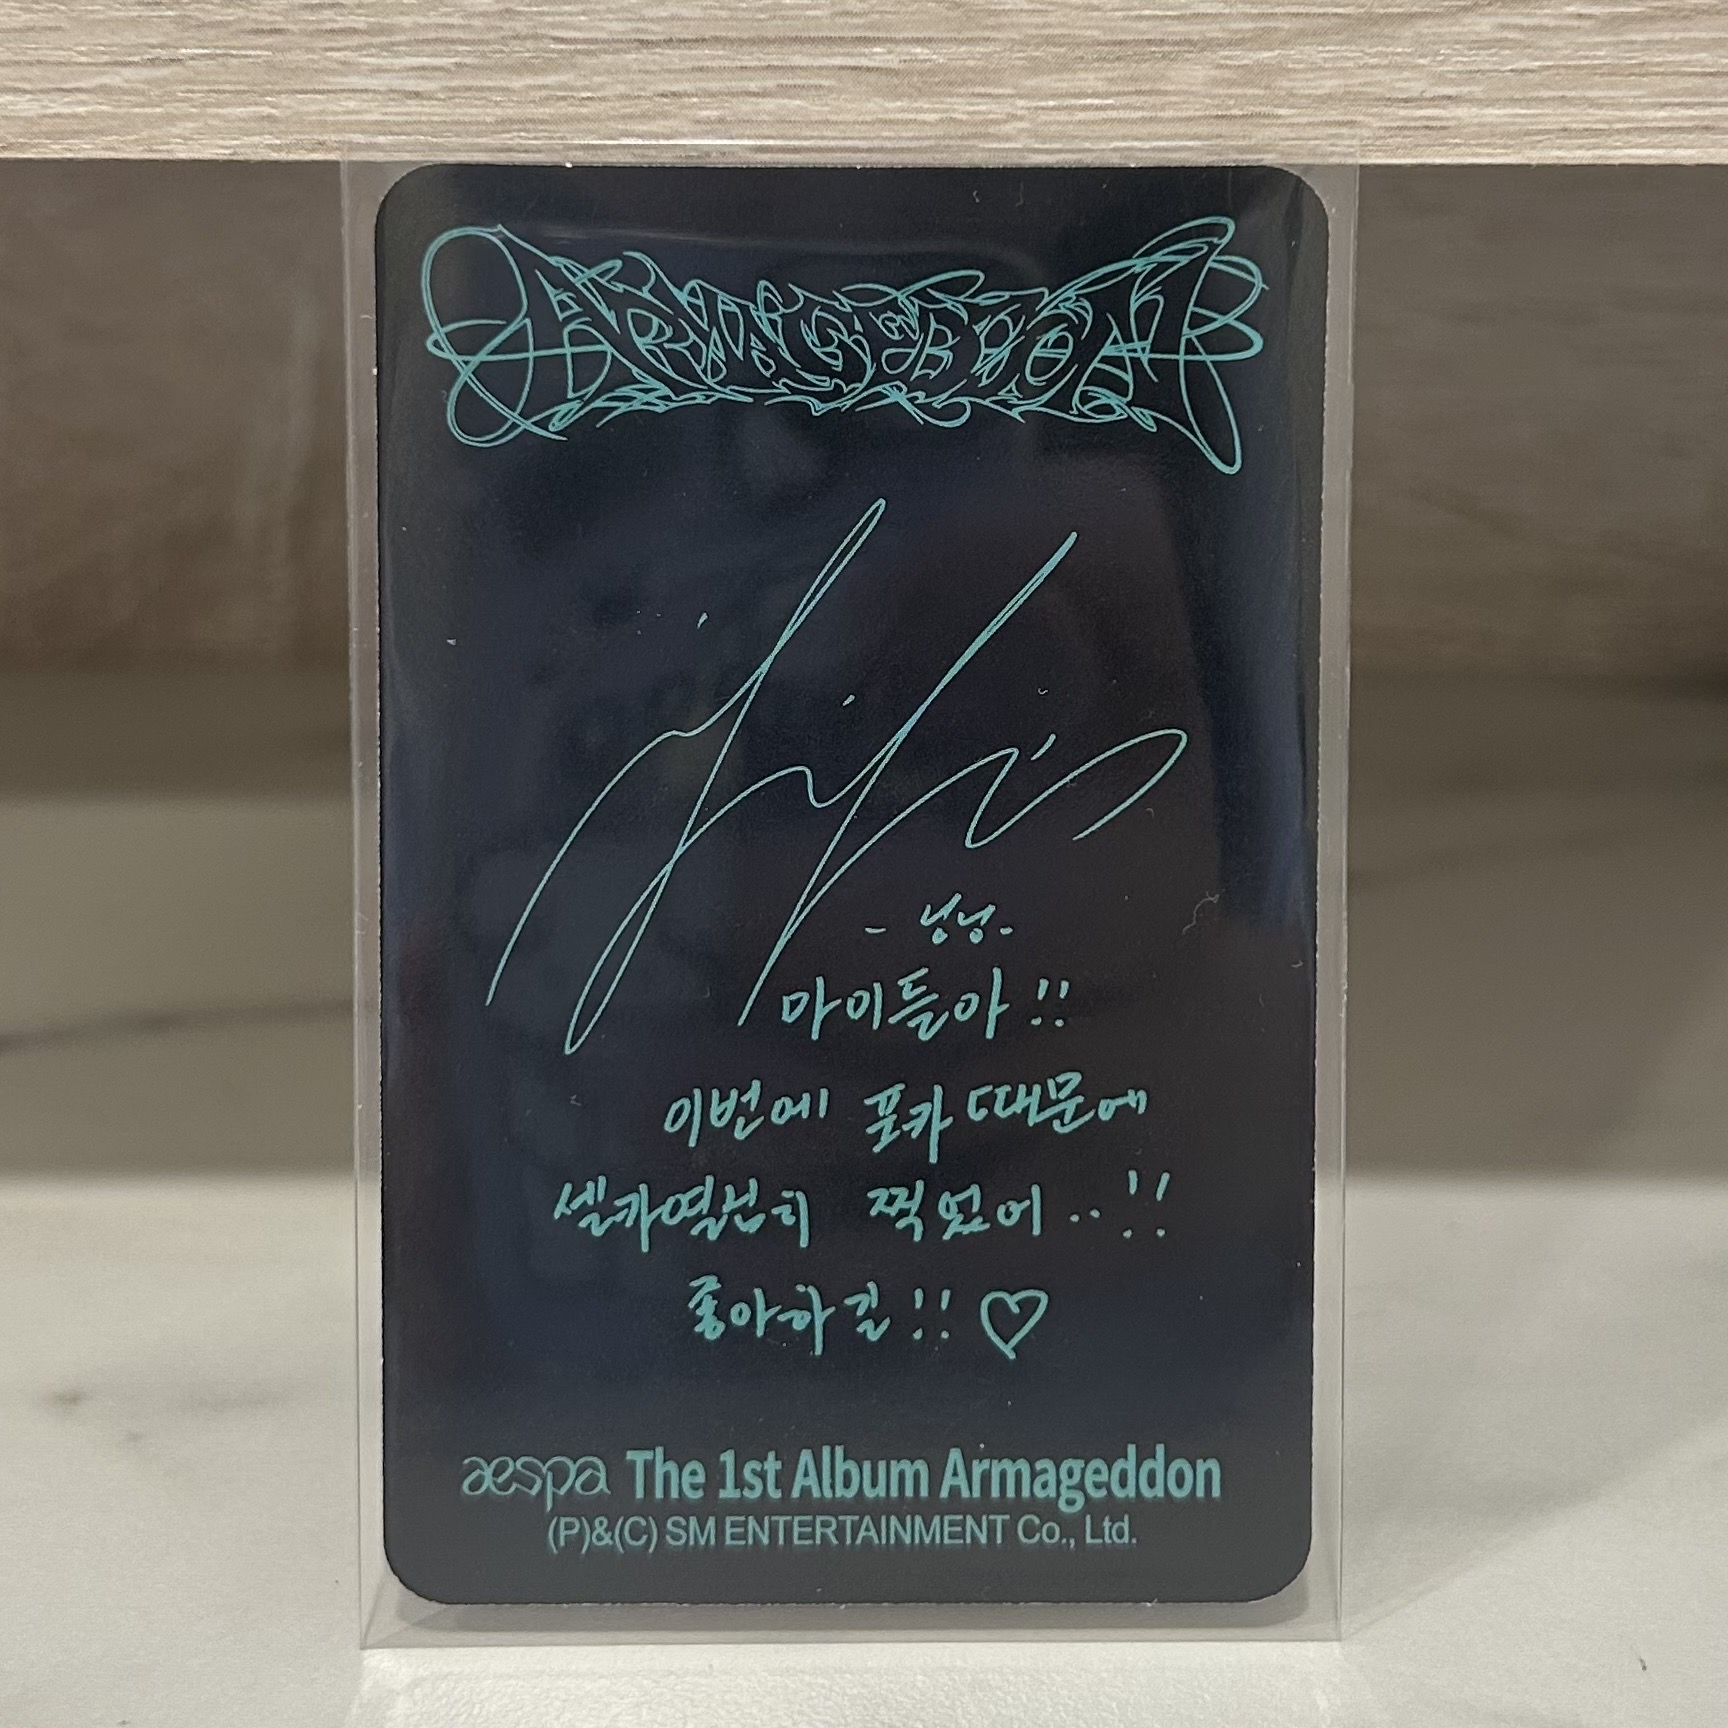 ARMAGEDDON
- 닝닝 -
마이들아!!
이번에 포카 때문에
셀카열심히 찍었어..!!
좋아하길!! ♡
aespa The 1st Album Armageddon
(P)&(C) SM ENTERTAINMENT Co., Ltd.